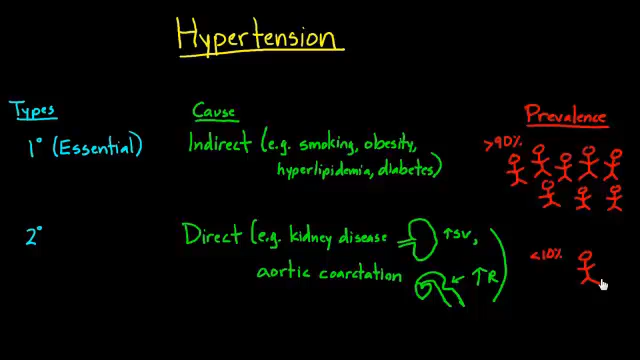 Hypertension
Types Cause Prevalence
1° (Essential) Indirect (e.g. smoking, obesity, >90%
hyperlipidemia, diabetes)
2° Direct (e.g. kidney disease ↑SV, <10%
aortic coarctation ← ↑R)